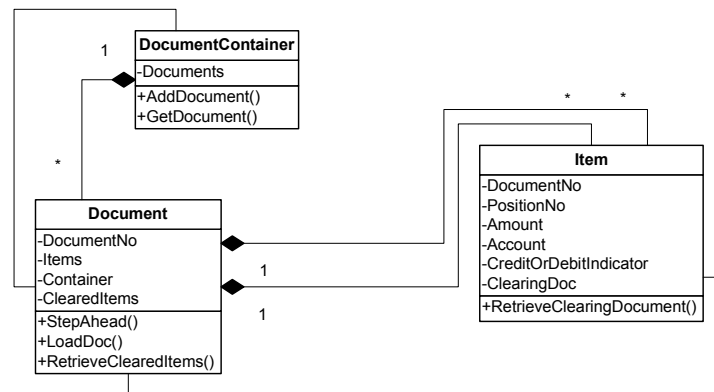 1
DocumentContainer
-Documents
+AddDocument()
+GetDocument()
*
*
*
Item
-DocumentNo
-PositionNo
-Amount
-Account
-CreditOrDebitIndicator
-ClearingDoc
+RetrieveClearingDocument()
Document
-DocumentNo
-Items
-Container
-ClearedItems
+StepAhead()
+LoadDoc()
+RetrieveClearedItems()
1
1